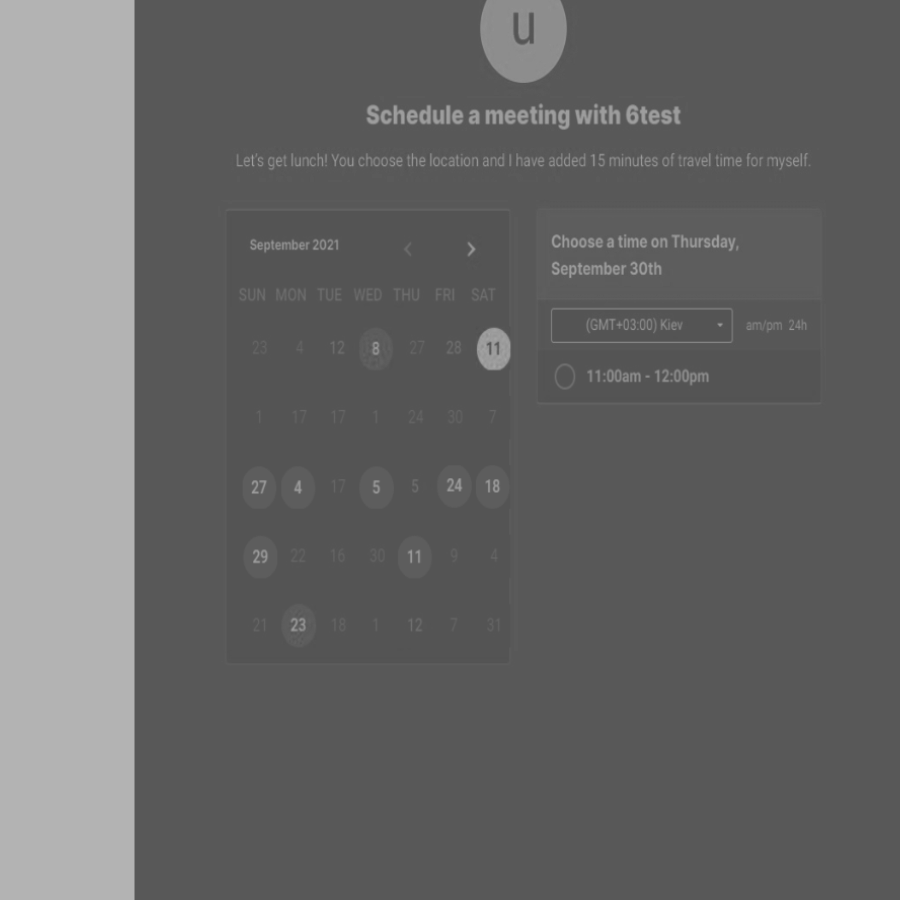 u
Schedule a meeting with 6test
Let's get lunch! You choose the location and I have added 15 minutes of travel time for myself.
September 2021
SUN MON TUE WED THU FRI SAT
23 4 12 8 27 28 11
1 17 17 1 24 30 7
27 4 17 5 5 24 18
29 22 16 30 11 9 4
21 23 18 1 12 7 31
Choose a time on Thursday,
September 30th
(GMT+03:00) Kiev am/pm 24h
11:00am - 12:00pm